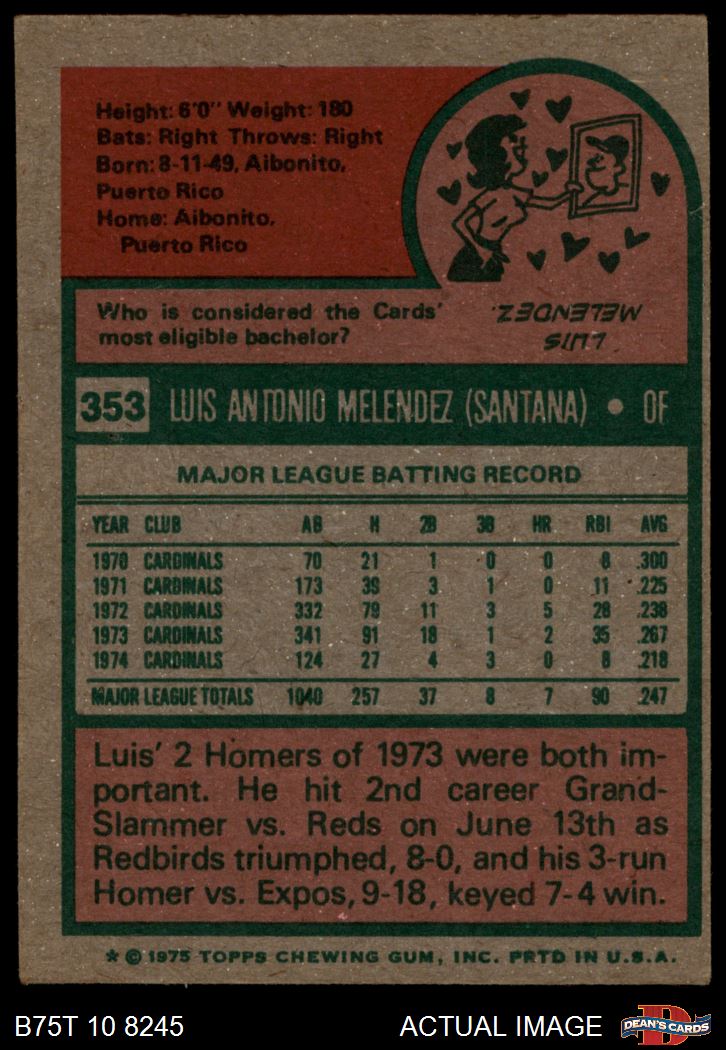 Height: 6'0" Weight: 180
Bats: Right Throws: Right
Born: 8-11-49, Aibonito,
Puerto Rico
Home: Aibonito,
Puerto Rico
Who is considered the Cards'
most eligible bachelor?
LUIS
MELENDEZ.
353 LUIS ANTONIO MELENDEZ (SANTANA) • OF
MAJOR LEAGUE BATTING RECORD
YEAR CLUB AB H 2B 3B HR RBI AVG
1970 CARDINALS 70 21 1 0 0 8 .300
1971 CARDINALS 173 39 3 1 0 11 .225
1972 CARDINALS 332 79 11 3 5 28 .238
1973 CARDINALS 341 91 18 1 2 35 .267
1974 CARDINALS 124 27 4 3 0 8 .218
MAJOR LEAGUE TOTALS 1040 257 37 8 7 90 .247
Luis' 2 Homers of 1973 were both im-
portant. He hit 2nd career Grand-
Slammer vs. Reds on June 13th as
Redbirds triumphed, 8-0, and his 3-run
Homer vs. Expos, 9-18, keyed 7-4 win.
* © 1975 TOPPS CHEWING GUM, INC. PRTD IN U.S.A.
B75T 10 8245 ACTUAL IMAGE
D
DEAN'S CARDS